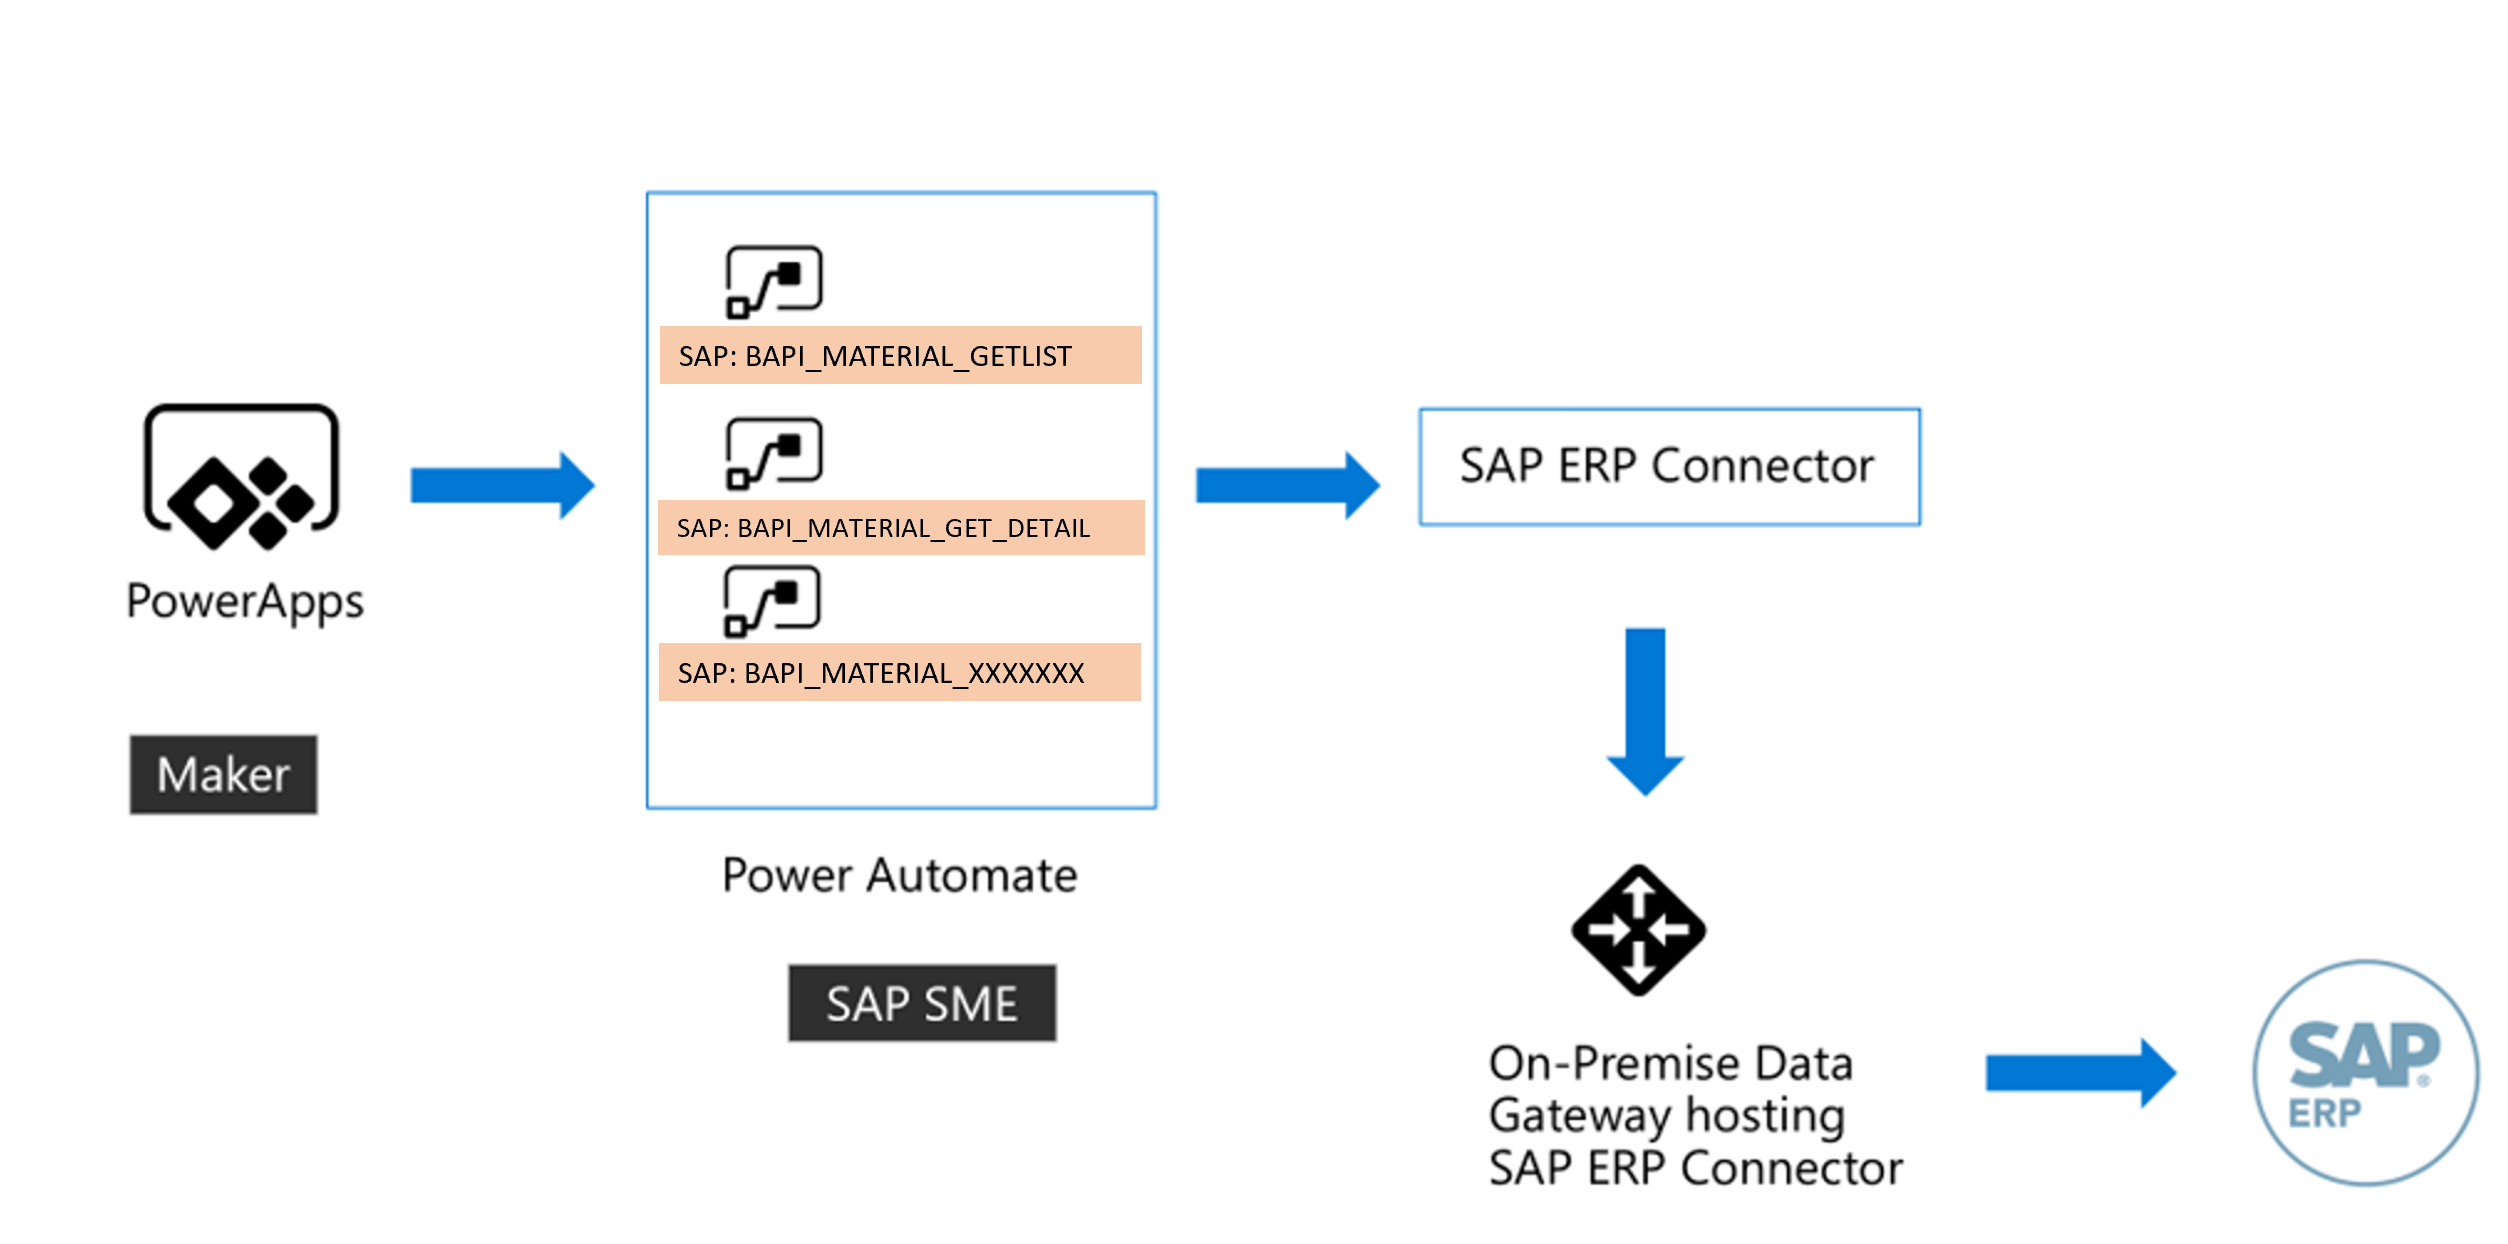 PowerApps
Maker
SAP: BAPI_MATERIAL_GETLIST
SAP: BAPI_MATERIAL_GET_DETAIL
SAP: BAPI_MATERIAL_XXXXXXX
Power Automate
SAP SME
SAP ERP Connector
On-Premise Data
Gateway hosting
SAP ERP Connector
SAP®
ERP